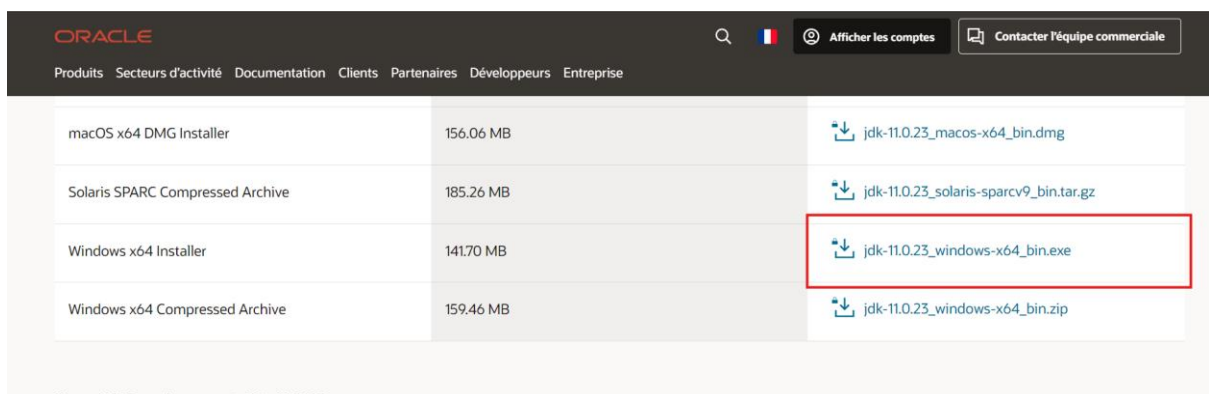 ORACLE
Afficher les comptes
Contacter l'équipe commerciale
Produits Secteurs d'activité Documentation Clients Partenaires Développeurs Entreprise
macOS x64 DMG Installer 156.06 MB jdk-11.0.23_macos-x64_bin.dmg
Solaris SPARC Compressed Archive 185.26 MB jdk-11.0.23_solaris-sparcv9_bin.tar.gz
Windows x64 Installer 141.70 MB jdk-11.0.23_windows-x64_bin.exe
Windows x64 Compressed Archive 159.46 MB jdk-11.0.23_windows-x64_bin.zip